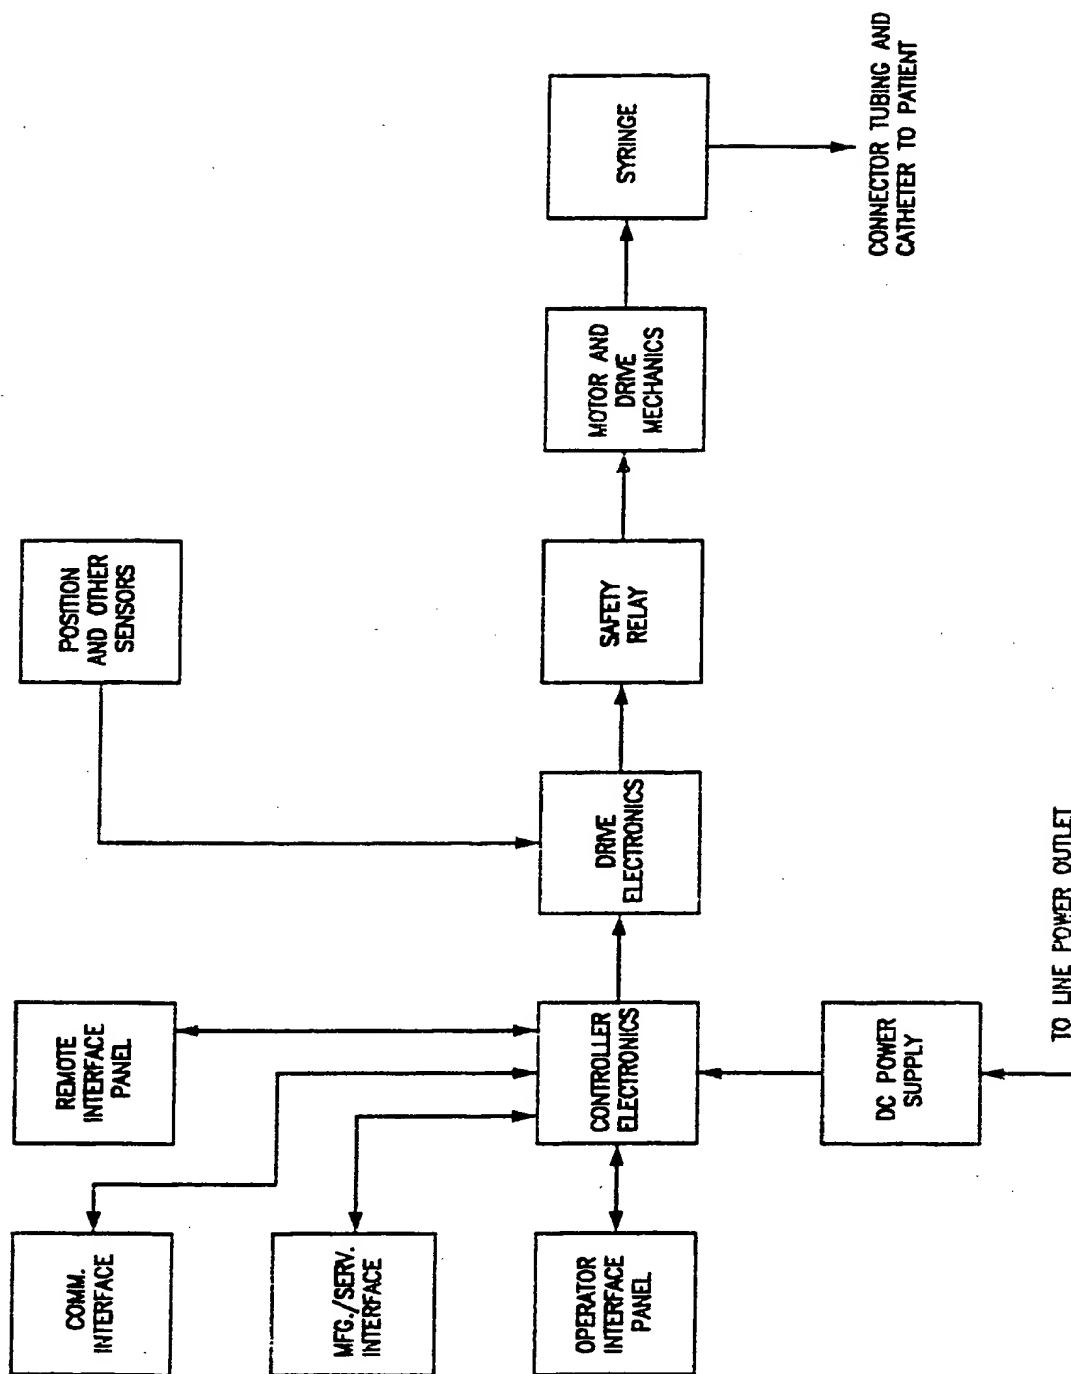 COMM.
INTERFACE
REMOTE
INTERFACE
PANEL
POSITION
AND OTHER
SENSORS
MFG./SERV.
INTERFACE
OPERATOR
INTERFACE
PANEL
CONTROLLER
ELECTRONICS
DRIVE
ELECTRONICS
SAFETY
RELAY
MOTOR AND
DRIVE
MECHANICS
SYRINGE
DC POWER
SUPPLY
CONNECTOR TUBING AND
CATHETER TO PATIENT
TO LINE POWER OUTLET